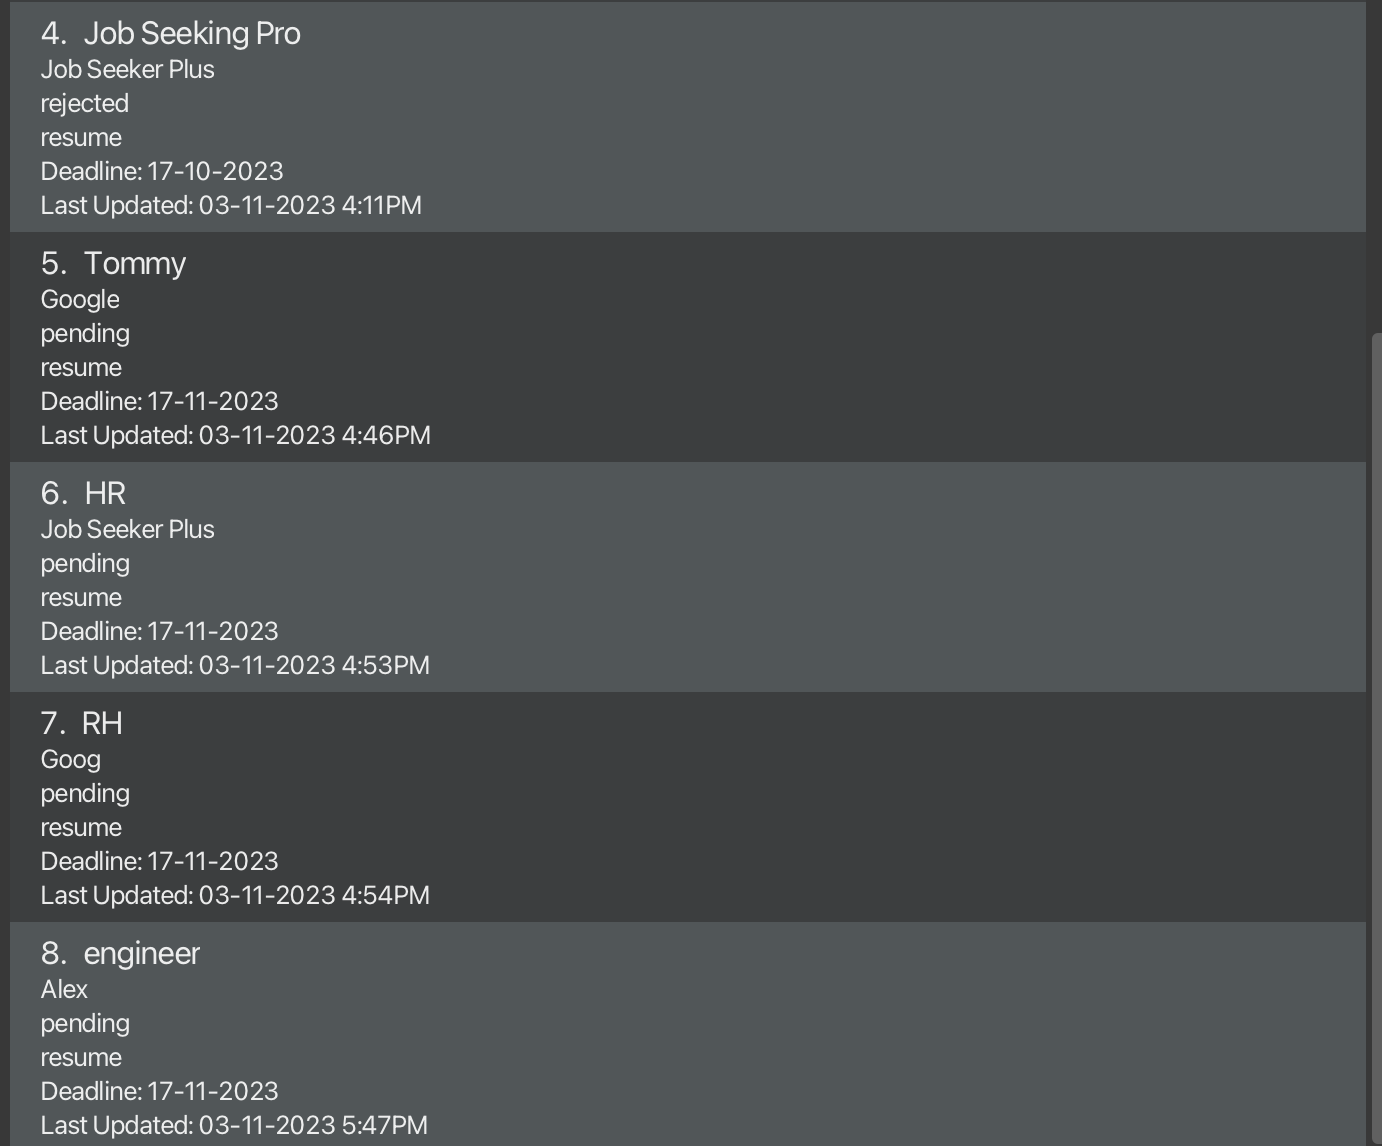 4. Job Seeking Pro
Job Seeker Plus
rejected
resume
Deadline: 17-10-2023
Last Updated: 03-11-2023 4:11PM
5. Tommy
Google
pending
resume
Deadline: 17-11-2023
Last Updated: 03-11-2023 4:46PM
6. HR
Job Seeker Plus
pending
resume
Deadline: 17-11-2023
Last Updated: 03-11-2023 4:53PM
7. RH
Goog
pending
resume
Deadline: 17-11-2023
Last Updated: 03-11-2023 4:54PM
8. engineer
Alex
pending
resume
Deadline: 17-11-2023
Last Updated: 03-11-2023 5:47PM